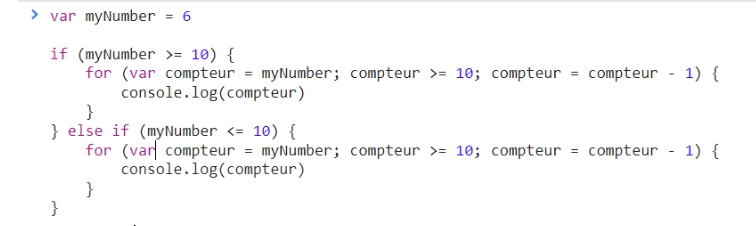 > var myNumber = 6
if (myNumber >= 10) {
for (var compteur = myNumber; compteur >= 10; compteur = compteur - 1) {
console.log(compteur)
}
} else if (myNumber <= 10) {
for (var compteur = myNumber; compteur >= 10; compteur = compteur - 1) {
console.log(compteur)
}
}